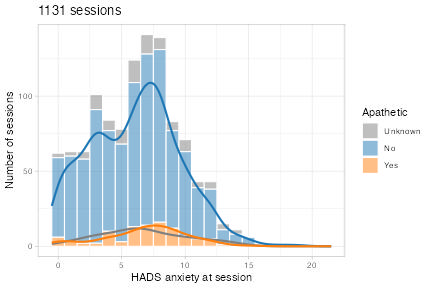 1131 sessions
Number of sessions
100
50
0
0
5
10
15
20
HADS anxiety at session
Apathetic
Unknown
No
Yes